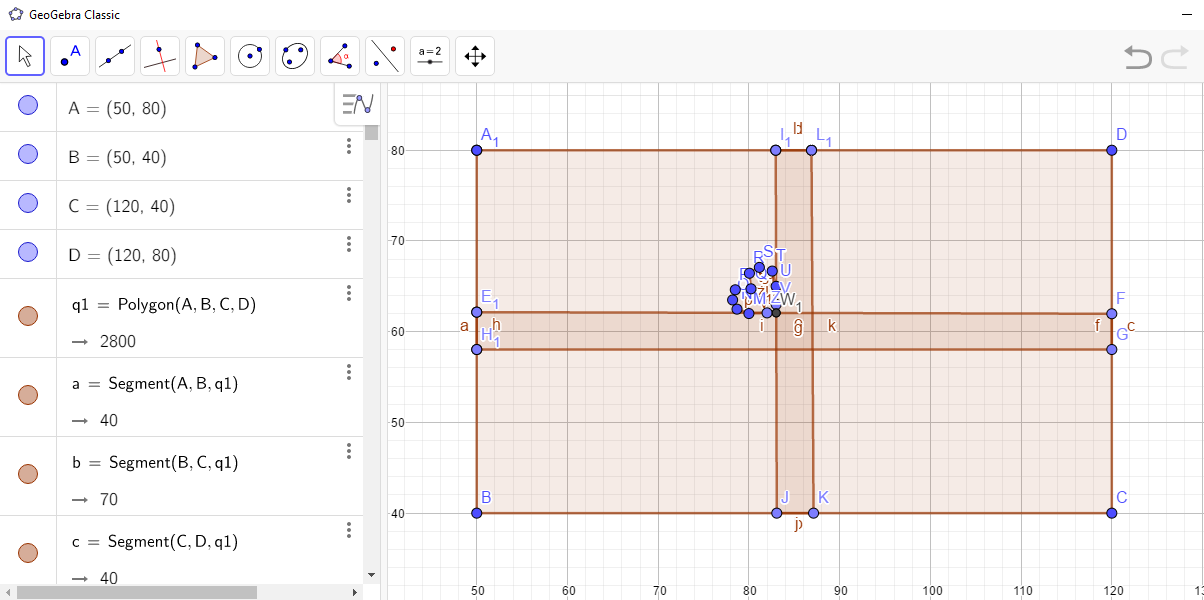 GeoGebra Classic
A
a=2
A = (50, 80)
B = (50, 40)
C = (120, 40)
D = (120, 80)
q1 = Polygon(A, B, C, D)
→ 2800
a = Segment(A, B, q1)
→ 40
b = Segment(B, C, q1)
→ 70
c = Segment(C, D, q1)
→ 40
A₁ I₁ L₁ D
80
70
S T
U
E₁ M W₁ F
60
a h i g k f c
H₁ G
50
B J K C
40
j
50 60 70 80 90 100 110 120